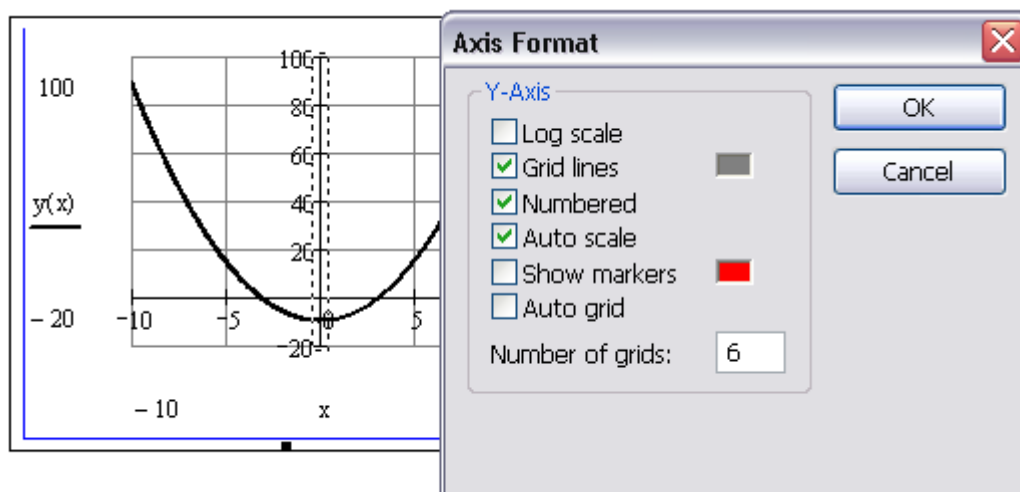 Axis Format
Y-Axis
Log scale
Grid lines
Numbered
Auto scale
Show markers
Auto grid
Number of grids: 6
OK
Cancel
100
y(x)
−20
100
80
60
40
20
−10 −5 0 5
−20
−10 x